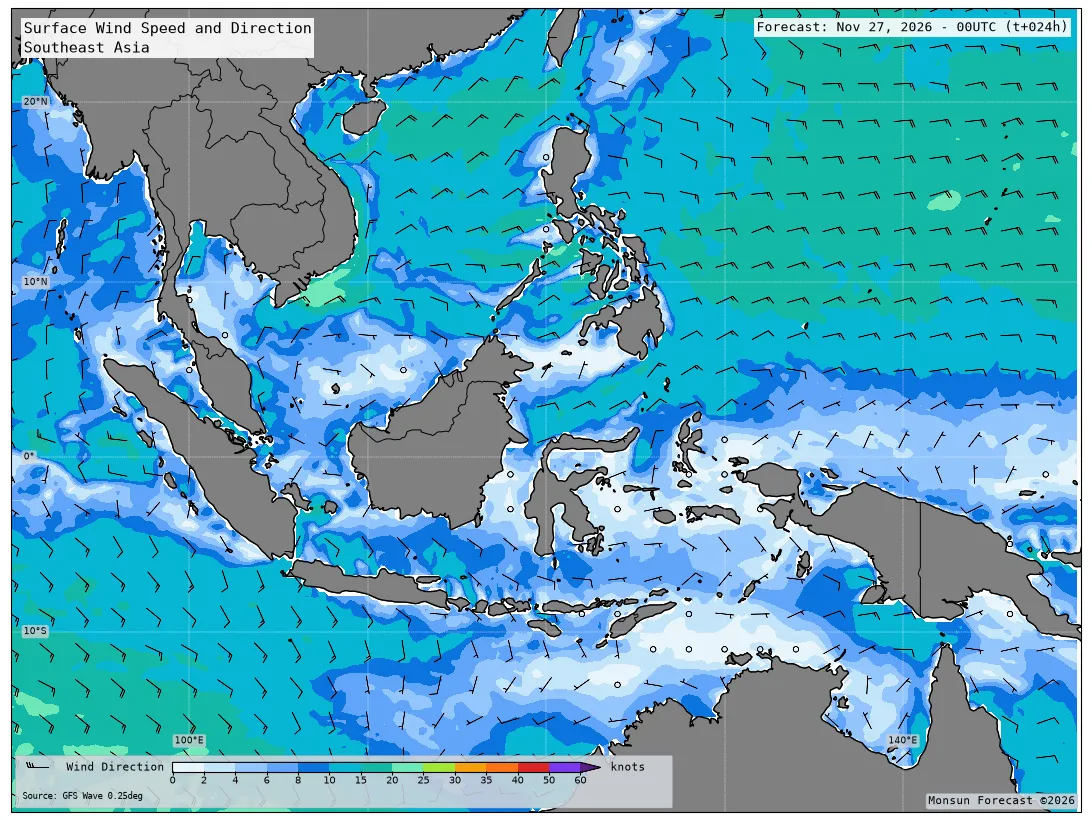 Surface Wind Speed and Direction
Southeast Asia
Forecast: Nov 27, 2026 - 00UTC (t+024h)
20°N
10°N
0°
10°S
100°E
140°E
Wind Direction
knots
0 2 4 6 8 10 15 20 25 30 35 40 50 60
Source: GFS Wave 0.25deg
Monsun Forecast ©2026